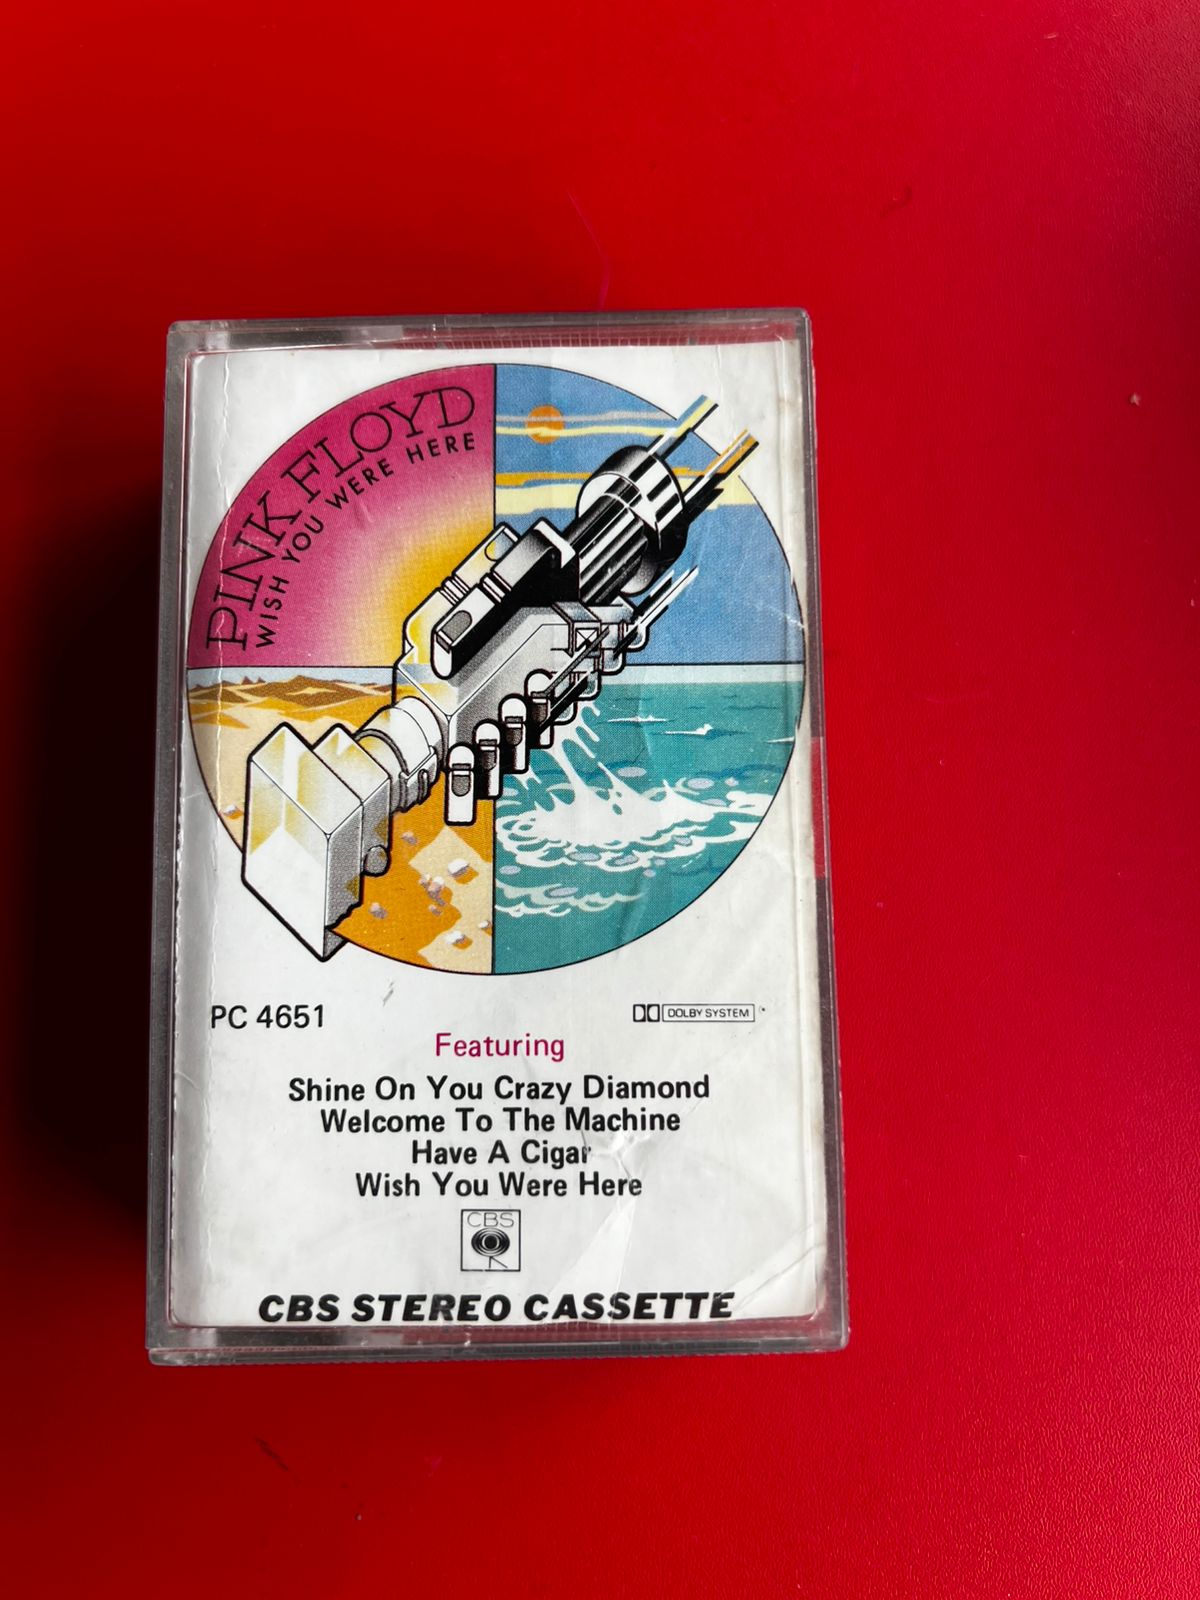 PINK FLOYD
WISH YOU WERE HERE
PC 4651
DOLBY SYSTEM
Featuring
Shine On You Crazy Diamond
Welcome To The Machine
Have A Cigar
Wish You Were Here
CBS
CBS STEREO CASSETTE